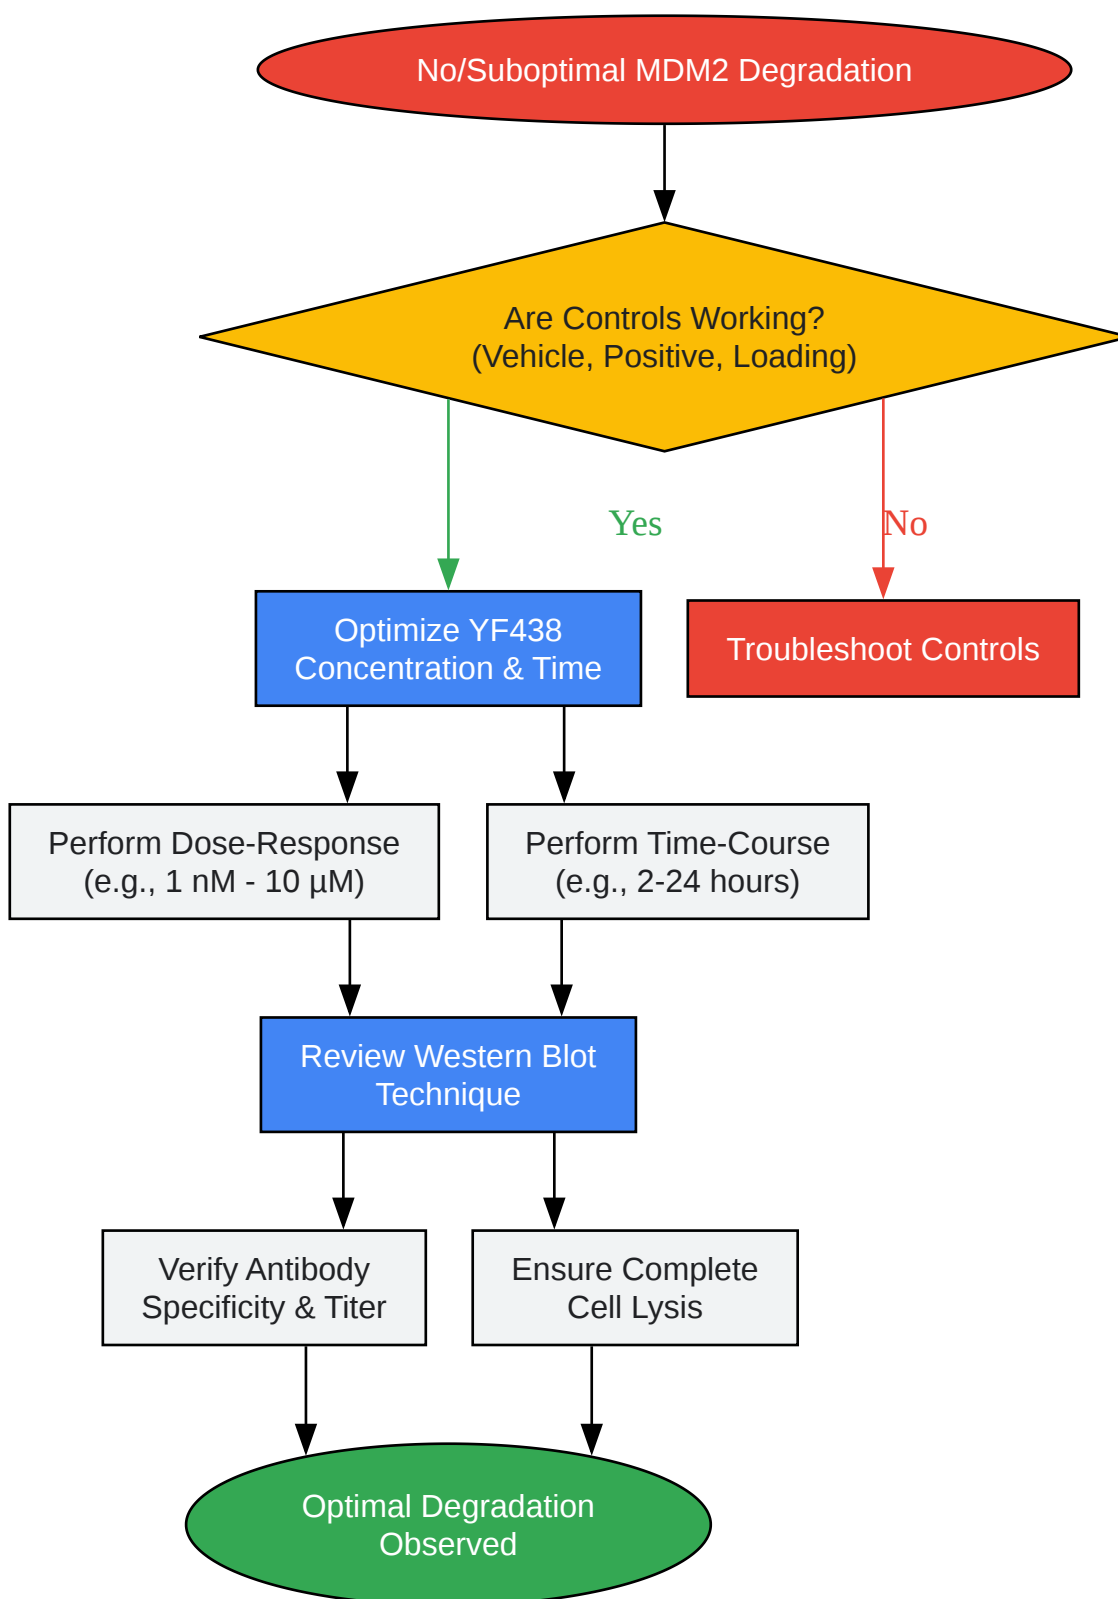 No/Suboptimal MDM2 Degradation
Are Controls Working?
(Vehicle, Positive, Loading)
Yes
No
Optimize YF438
Concentration & Time
Troubleshoot Controls
Perform Dose-Response
(e.g., 1 nM - 10 µM)
Perform Time-Course
(e.g., 2-24 hours)
Review Western Blot
Technique
Verify Antibody
Specificity & Titer
Ensure Complete
Cell Lysis
Optimal Degradation
Observed